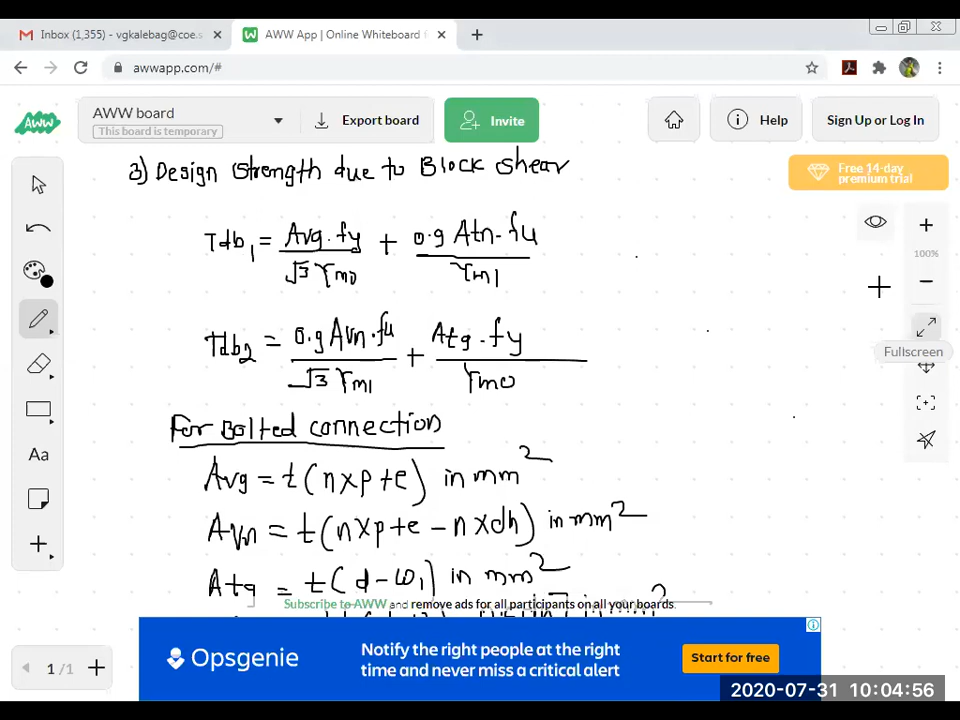 Inbox (1,355) - vgkalebag@coe.s
AWW App | Online Whiteboard f
awwapp.com/#
AWW
AWW board
This board is temporary
Export board
Invite
Help
Sign Up or Log In
Free 14-day
premium trial
3) Design strength due to Block shear
Tdb1 = Avg.fy / √3 γm0 + 0.9 Atn.fu / γm1
100%
Tdb2 = 0.9 Avn.fu / √3 γm1 + Atg.fy / γm0
Fullscreen
For Bolted connection
Avg = t(n×p+e) in mm²
Aa
Avn = t(n×p+e - n×dh) in mm²
Atg = t(d-w1) in mm²
Subscribe to AWW and remove ads for all participants on all your boards.
Opsgenie
Notify the right people at the right
time and never miss a critical alert
Start for free
1 / 1
2020-07-31 10:04:56